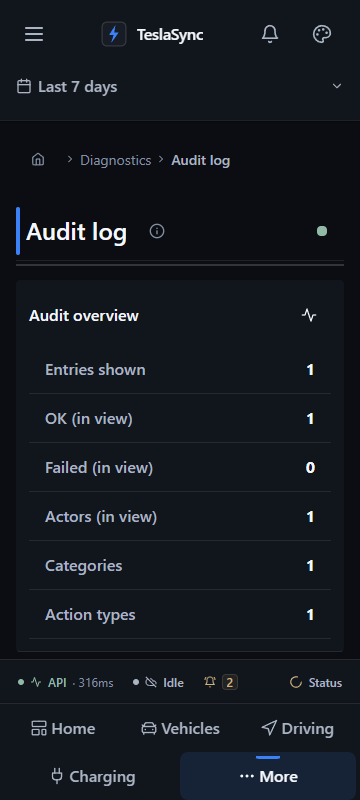 TeslaSync
Last 7 days
Diagnostics Audit log
Audit log
Audit overview
Entries shown 1
OK (in view) 1
Failed (in view) 0
Actors (in view) 1
Categories 1
Action types 1
API · 316ms Idle 2 Status
Home Vehicles Driving
Charging More